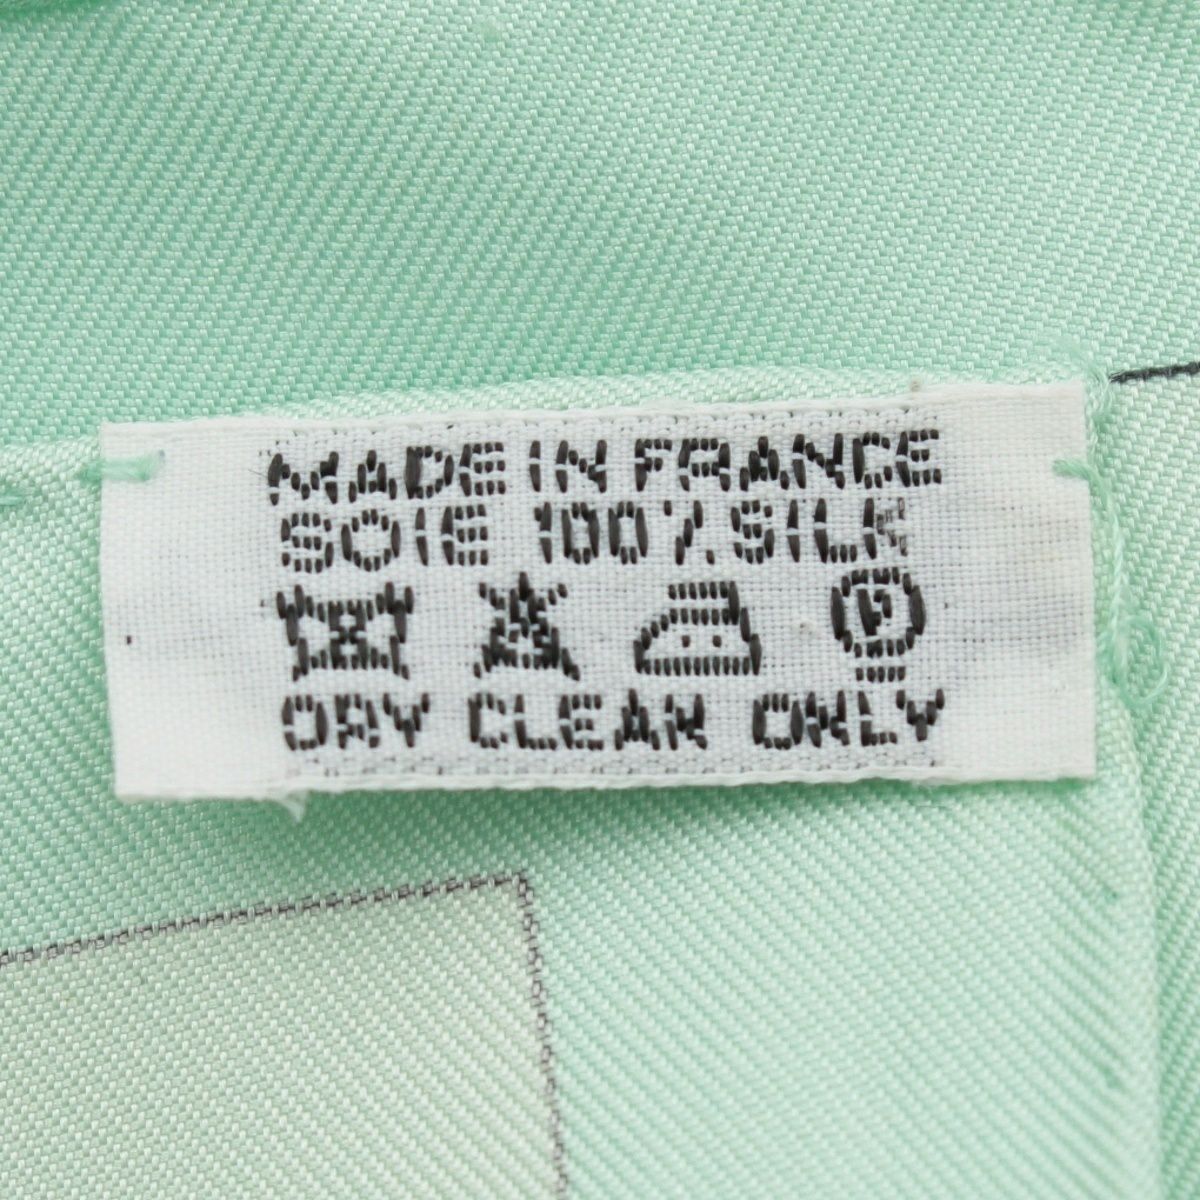 MADE IN FRANCE
SOIE 100% SILK
P
DRY CLEAN ONLY